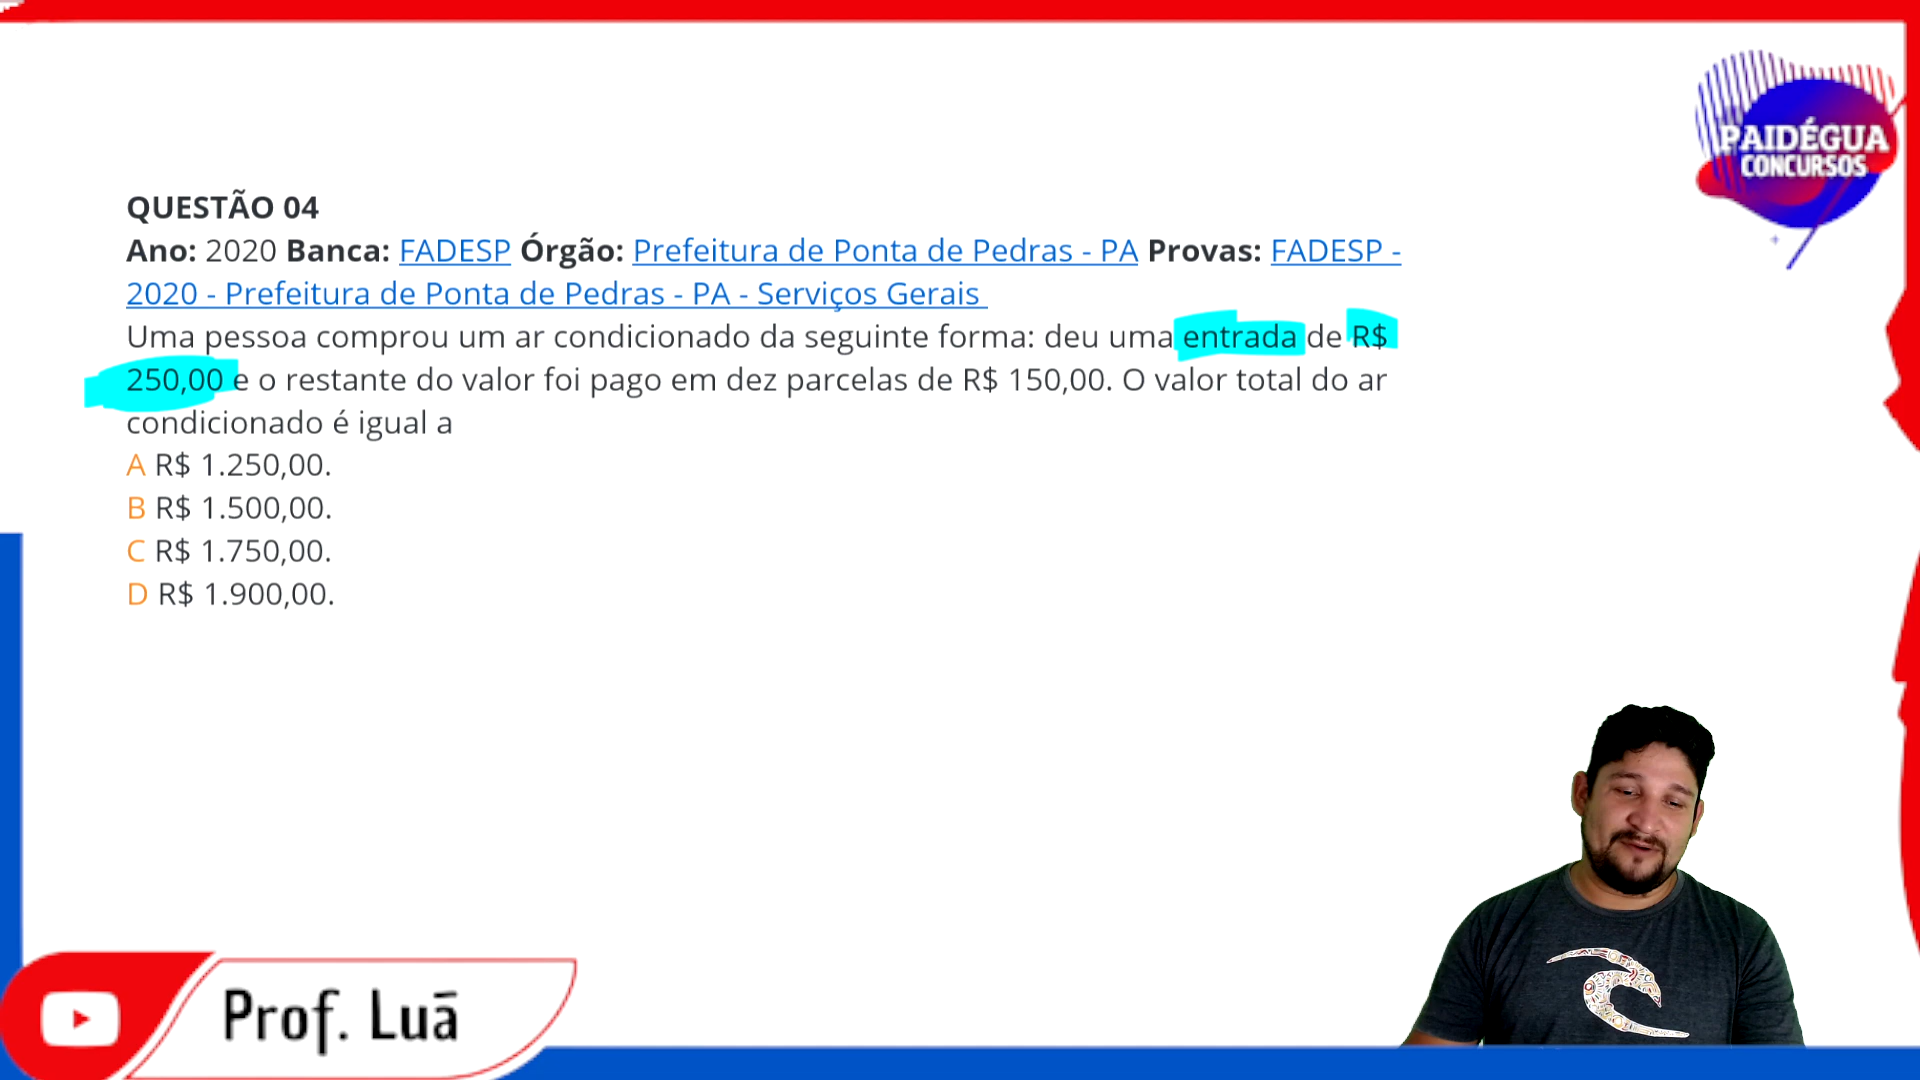 PAIDÉGUA
CONCURSOS
QUESTÃO 04
Ano: 2020 Banca: FADESP Órgão: Prefeitura de Ponta de Pedras - PA Provas: FADESP -
2020 - Prefeitura de Ponta de Pedras - PA - Serviços Gerais
Uma pessoa comprou um ar condicionado da seguinte forma: deu uma entrada de R$
250,00 e o restante do valor foi pago em dez parcelas de R$ 150,00. O valor total do ar
condicionado é igual a
A R$ 1.250,00.
B R$ 1.500,00.
C R$ 1.750,00.
D R$ 1.900,00.
Prof. Luã